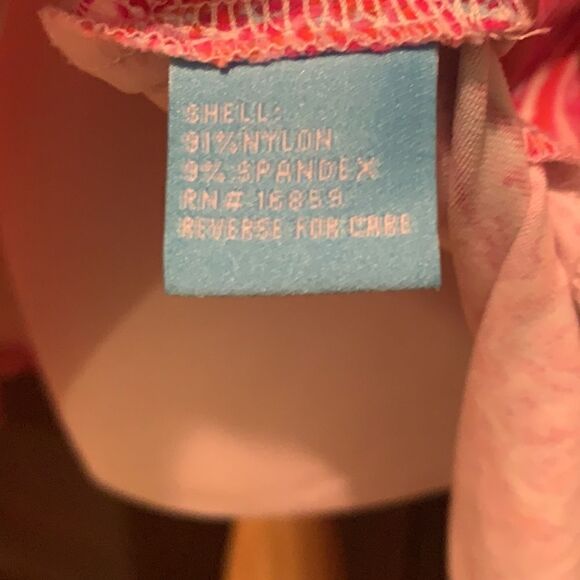 SHELL:
91%NYLON
9%SPANDEX
RN# 16859
REVERSE FOR CARE